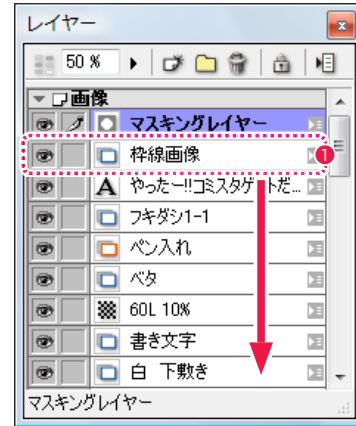 レイヤー
50 %
画像
マスキングレイヤー
枠線画像
1
やったー!!コミスタゲットだ...
フキダシ1-1
ペン入れ
ベタ
60L 10%
書き文字
白 下敷き
マスキングレイヤー